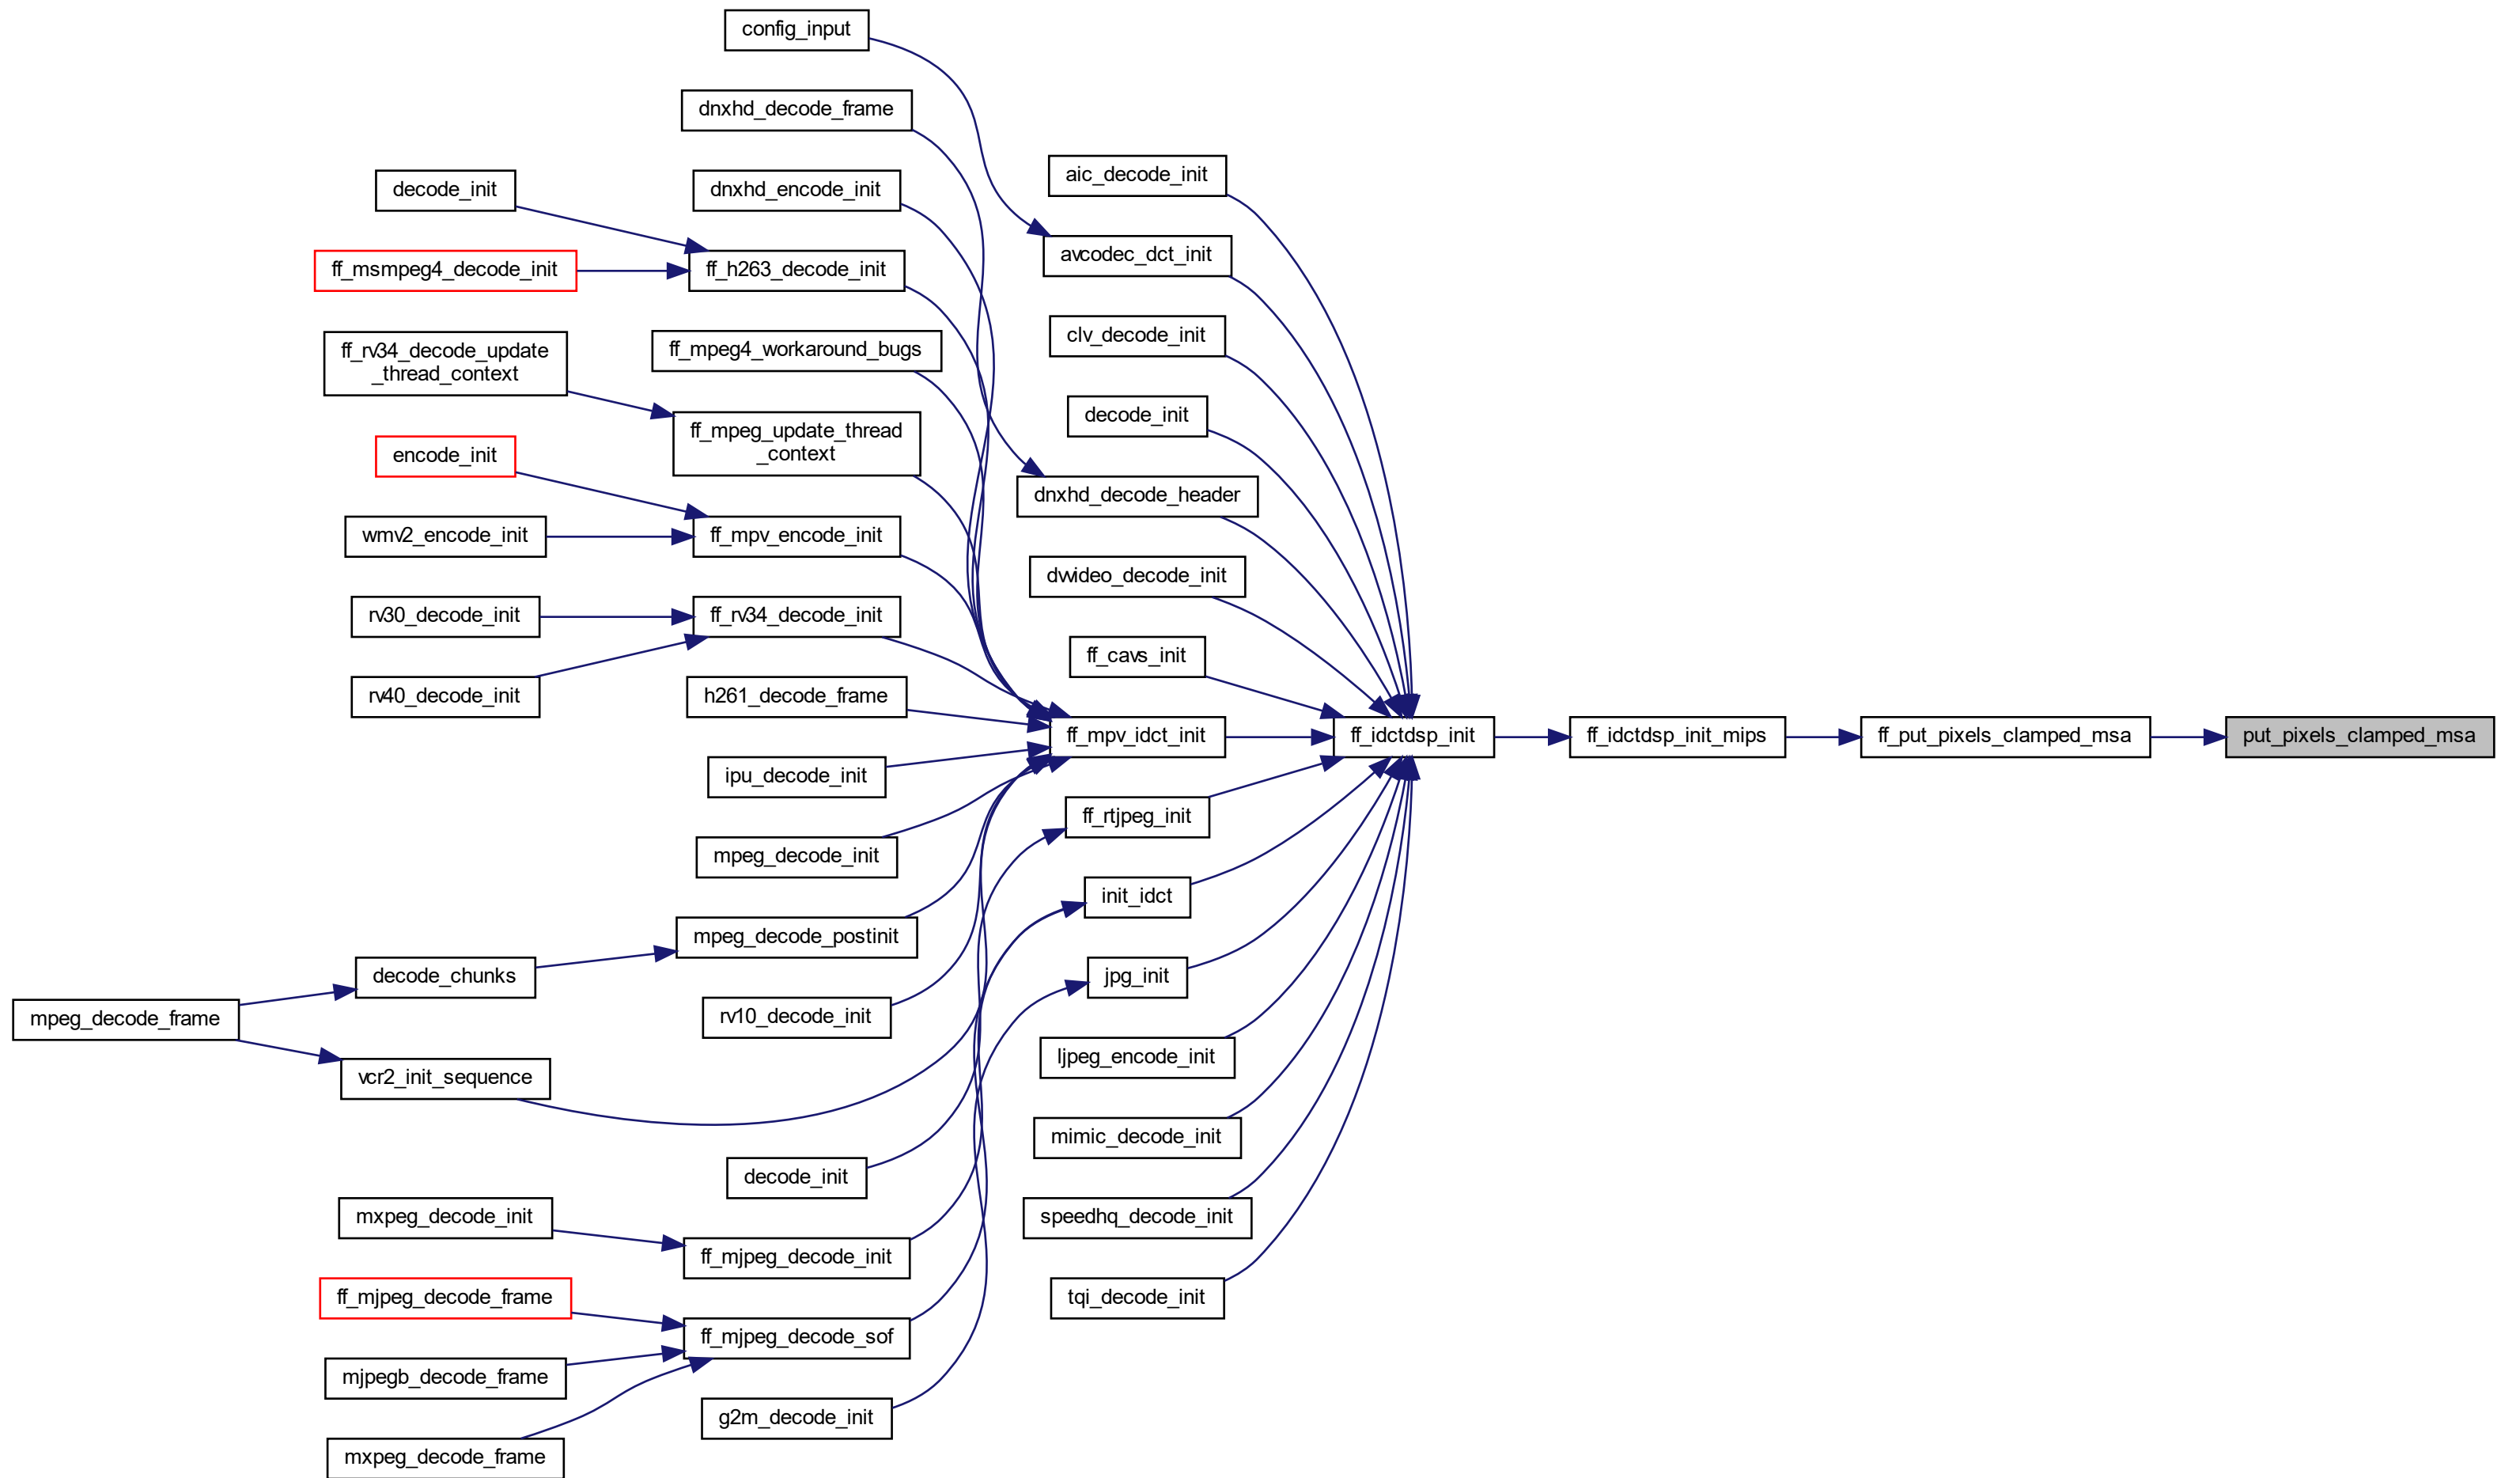 config_input
dnxhd_decode_frame
aic_decode_init
decode_init
dnxhd_encode_init
avcodec_dct_init
ff_msmpeg4_decode_init
ff_h263_decode_init
clv_decode_init
ff_rv34_decode_update
_thread_context
ff_mpeg4_workaround_bugs
decode_init
ff_mpeg_update_thread
_context
encode_init
dnxhd_decode_header
wmv2_encode_init
ff_mpv_encode_init
dwideo_decode_init
rv30_decode_init
ff_rv34_decode_init
ff_cavs_init
rv40_decode_init
h261_decode_frame
ff_mpv_idct_init
ff_idctdsp_init
ff_idctdsp_init_mips
ff_put_pixels_clamped_msa
put_pixels_clamped_msa
ipu_decode_init
ff_rtjpeg_init
mpeg_decode_init
init_idct
mpeg_decode_postinit
decode_chunks
jpg_init
mpeg_decode_frame
rv10_decode_init
ljpeg_encode_init
vcr2_init_sequence
mimic_decode_init
decode_init
mxpeg_decode_init
speedhq_decode_init
ff_mjpeg_decode_init
ff_mjpeg_decode_frame
tqi_decode_init
ff_mjpeg_decode_sof
mjpegb_decode_frame
g2m_decode_init
mxpeg_decode_frame